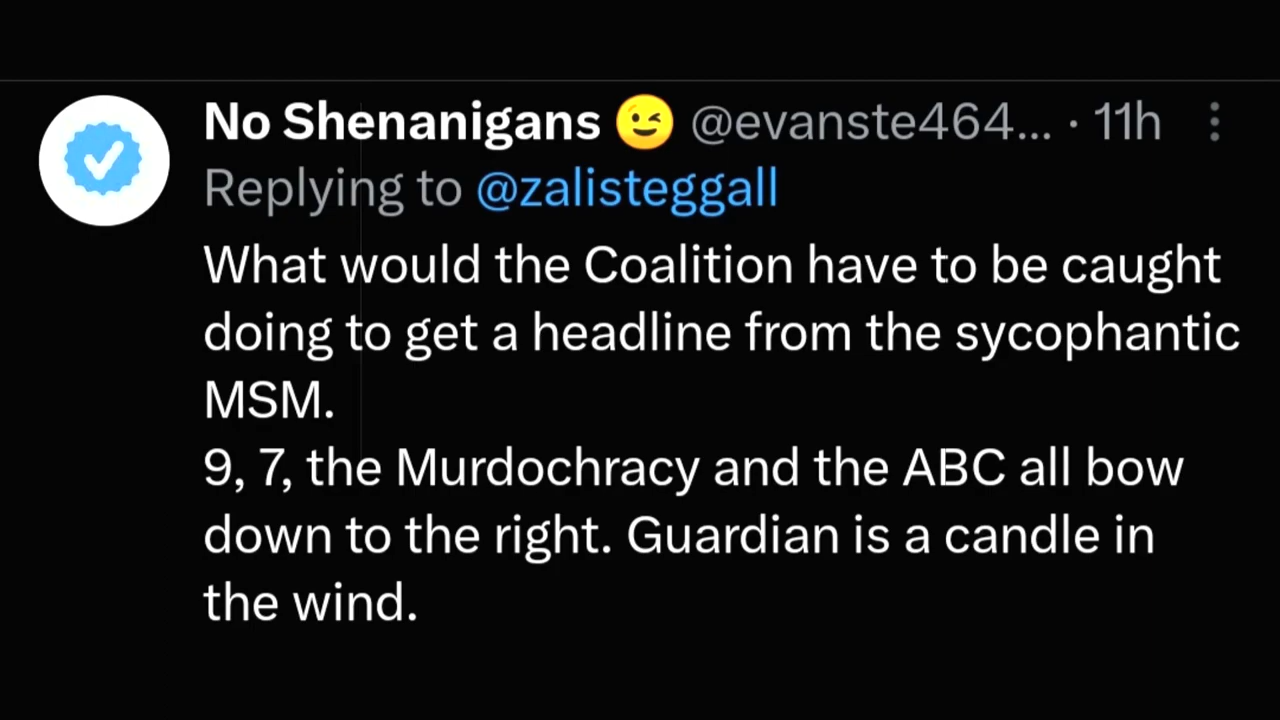 No Shenanigans 😉 @evanste464... · 11h
Replying to @zalisteggall
What would the Coalition have to be caught
doing to get a headline from the sycophantic
MSM.
9, 7, the Murdochracy and the ABC all bow
down to the right. Guardian is a candle in
the wind.